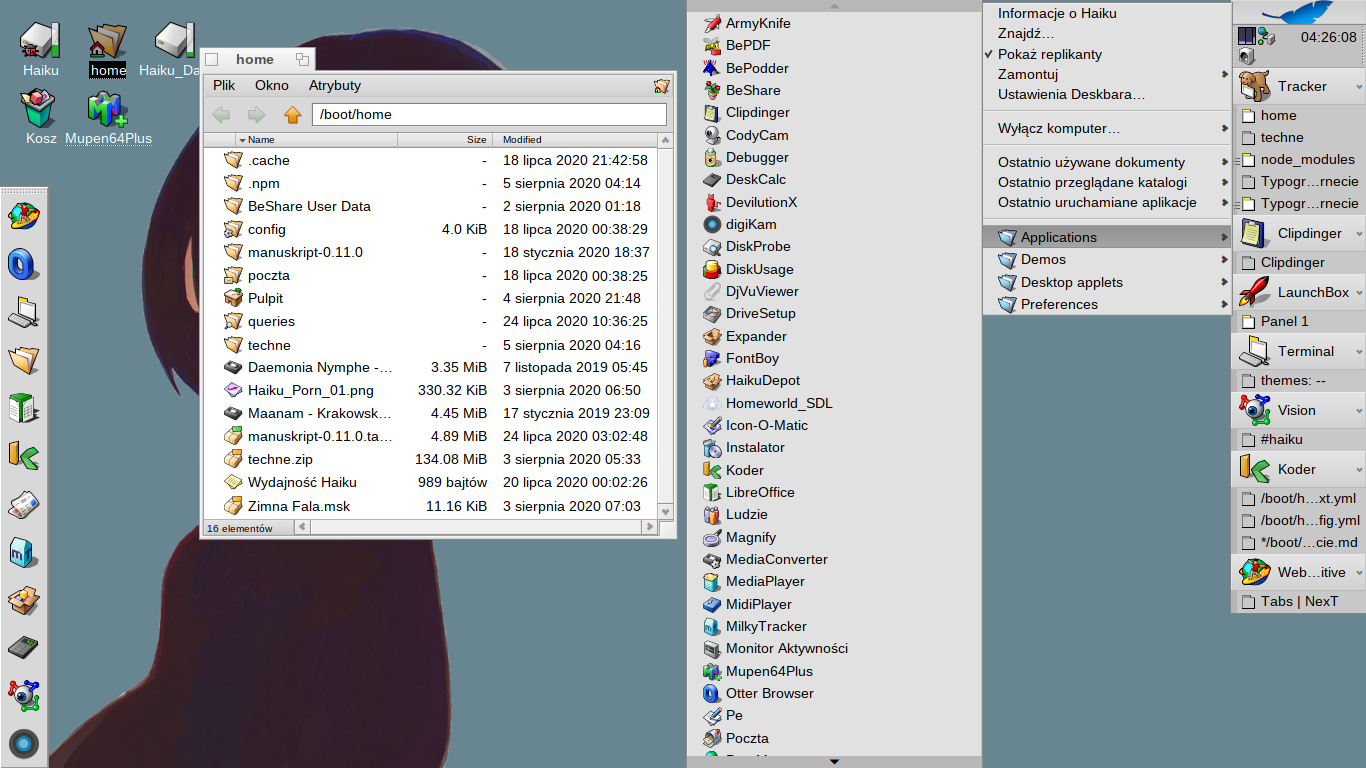 Haiku
home
Haiku_Da
Kosz
Mupen64Plus
home
Plik Okno Atrybuty
/boot/home
Name Size Modified
.cache - 18 lipca 2020 21:42:58
.npm - 5 sierpnia 2020 04:14
BeShare User Data - 2 sierpnia 2020 01:18
config 4.0 KiB 18 lipca 2020 00:38:29
manuskript-0.11.0 - 18 stycznia 2020 18:37
poczta - 18 lipca 2020 00:38:25
Pulpit - 4 sierpnia 2020 21:48
queries - 24 lipca 2020 10:36:25
techne - 5 sierpnia 2020 04:16
Daemonia Nymphe -… 3.35 MiB 7 listopada 2019 05:45
Haiku_Porn_01.png 330.32 KiB 3 sierpnia 2020 06:50
Maanam - Krakowsk… 4.45 MiB 17 stycznia 2019 23:09
manuskript-0.11.0.ta… 4.89 MiB 24 lipca 2020 03:02:48
techne.zip 134.08 MiB 3 sierpnia 2020 05:33
Wydajność Haiku 989 bajtów 20 lipca 2020 00:02:26
Zimna Fala.msk 11.16 KiB 3 sierpnia 2020 07:03
16 elementów
ArmyKnife
BePDF
BePodder
BeShare
Clipdinger
CodyCam
Debugger
DeskCalc
DevilutionX
digiKam
DiskProbe
DiskUsage
DjVuViewer
DriveSetup
Expander
FontBoy
HaikuDepot
Homeworld_SDL
Icon-O-Matic
Instalator
Koder
LibreOffice
Ludzie
Magnify
MediaConverter
MediaPlayer
MidiPlayer
MilkyTracker
Monitor Aktywności
Mupen64Plus
Otter Browser
Pe
Poczta
Informacje o Haiku
Znajdź…
Pokaż replikanty
Zamontuj
Ustawienia Deskbara…
Wyłącz komputer…
Ostatnio używane dokumenty
Ostatnio przeglądane katalogi
Ostatnio uruchamiane aplikacje
Applications
Demos
Desktop applets
Preferences
04:26:08
Tracker
home
techne
node_modules
Typogr…rnecie
Typogr…rnecie
Clipdinger
Clipdinger
LaunchBox
Panel 1
Terminal
themes: --
Vision
#haiku
Koder
/boot/h…xt.yml
/boot/h…fig.yml
*/boot/…cie.md
Web…itive
Tabs | NexT